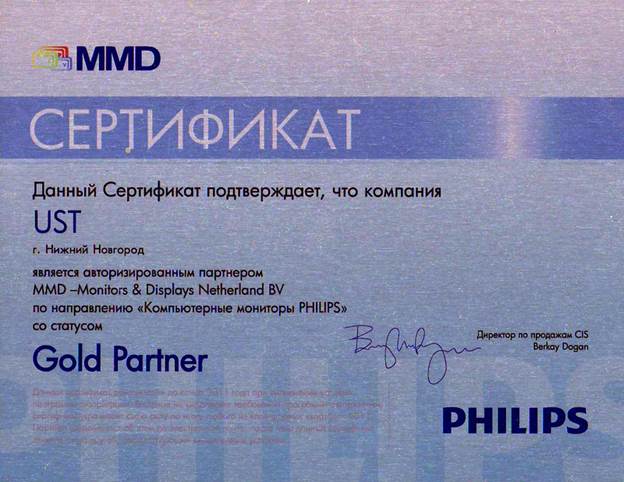 MMD
СЕРТИФИКАТ
Данный Сертификат подтверждает, что компания
UST
г. Нижний Новгород
является авторизированным партнером
MMD –Monitors & Displays Netherland BV
по направлению «Компьютерные мониторы PHILIPS»
со статусом
Gold Partner
Директор по продажам CIS
Berkay Dogan
PHILIPS
PHILIPS